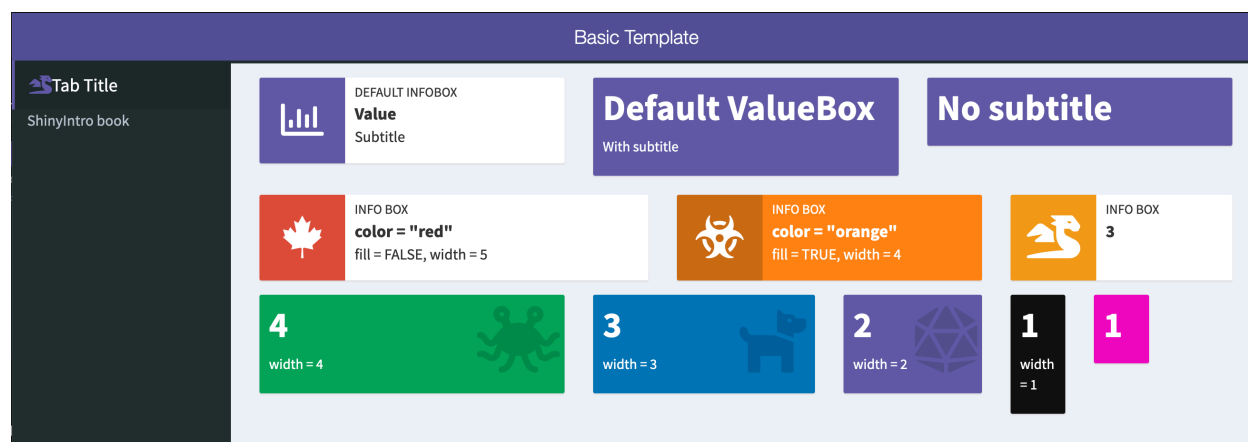 Basic Template
Tab Title
ShinyIntro book
DEFAULT INFOBOX
Value
Subtitle
Default ValueBox
With subtitle
No subtitle
INFO BOX
color = "red"
fill = FALSE, width = 5
INFO BOX
color = "orange"
fill = TRUE, width = 4
INFO BOX
3
4
width = 4
3
width = 3
2
width = 2
1
width
= 1
1